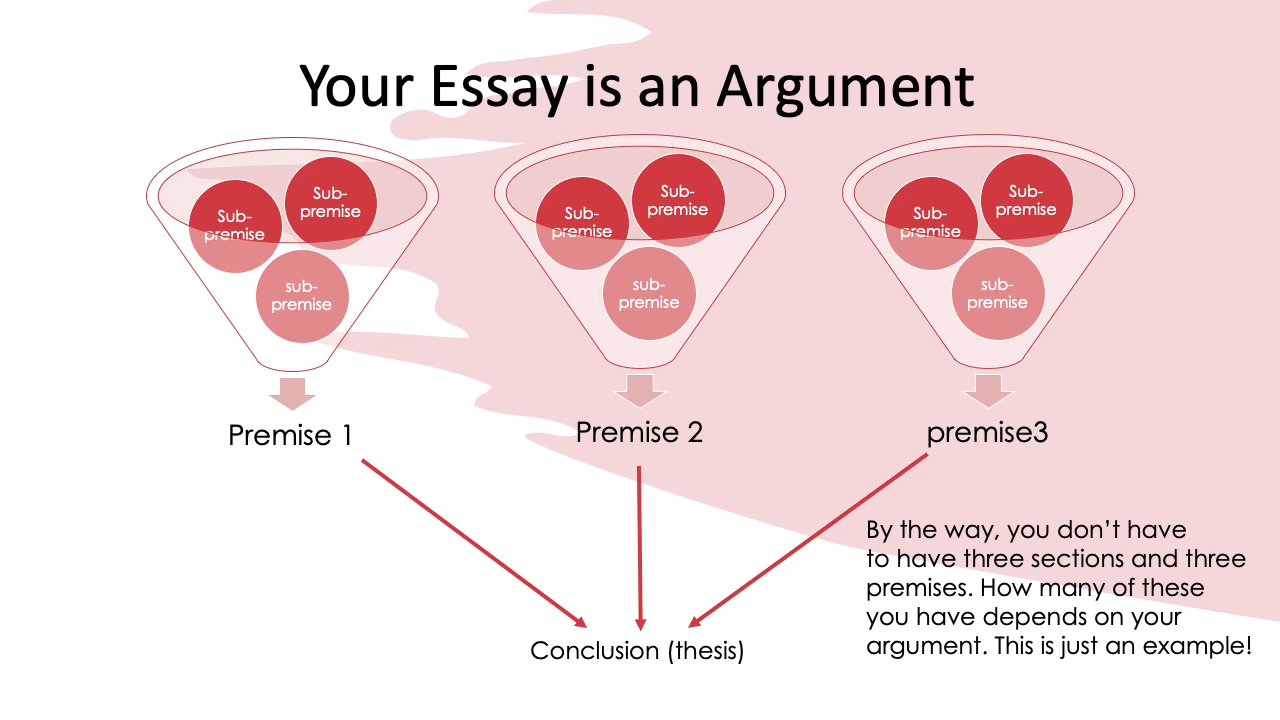 Your Essay is an Argument
Sub-
premise
Sub-
premise
sub-
premise
Sub-
premise
Sub-
premise
sub-
premise
Sub-
premise
Sub-
premise
sub-
premise
Premise 1
Premise 2
premise3
By the way, you don’t have
to have three sections and three
premises. How many of these
you have depends on your
argument. This is just an example!
Conclusion (thesis)